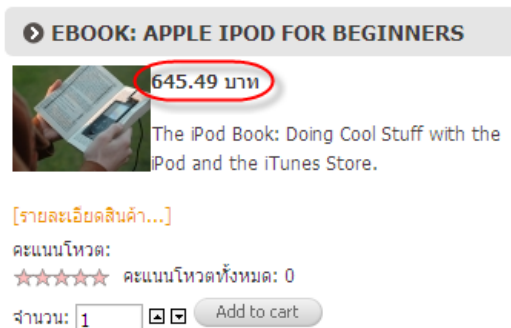 EBOOK: APPLE IPOD FOR BEGINNERS
645.49 บาท
The iPod Book: Doing Cool Stuff with the
iPod and the iTunes Store.
[รายละเอียดสินค้า...]
คะแนนโหวต:
คะแนนโหวตทั้งหมด: 0
จำนวน: 1 Add to cart